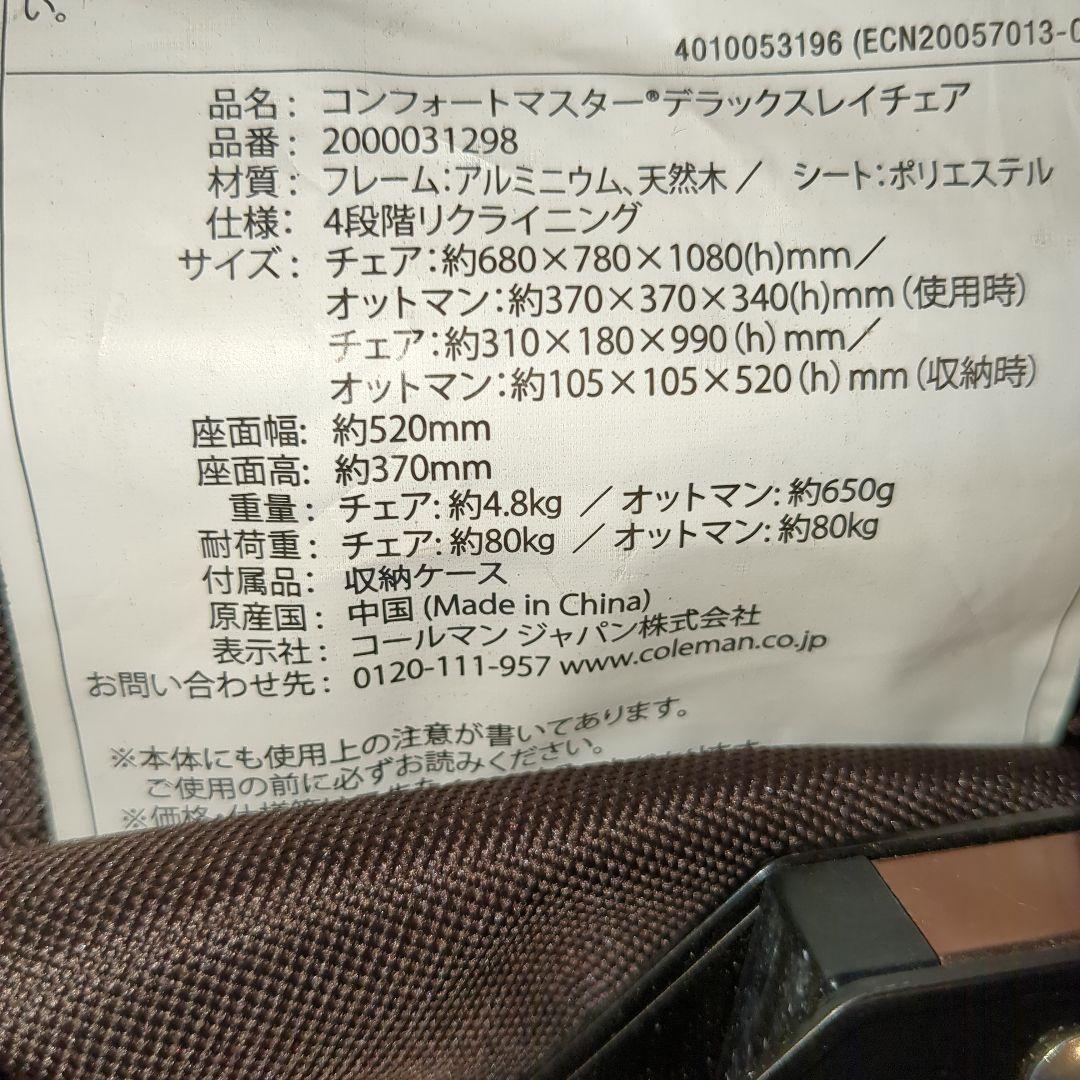 い。
4010053196 (ECN20057013-0
品名: コンフォートマスター®デラックスレイチェア
品番: 2000031298
材質: フレーム:アルミニウム、天然木/ シート:ポリエステル
仕様: 4段階リクライニング
サイズ: チェア:約680×780×1080(h)mm/
オットマン:約370×370×340(h)mm(使用時)
チェア:約310×180×990(h)mm/
オットマン:約105×105×520(h)mm(収納時)
座面幅: 約520mm
座面高: 約370mm
重量: チェア:約4.8kg /オットマン:約650g
耐荷重: チェア:約80kg /オットマン:約80kg
付属品: 収納ケース
原産国: 中国 (Made in China)
表示社: コールマン ジャパン株式会社
お問い合わせ先: 0120-111-957 www.coleman.co.jp
※本体にも使用上の注意が書いてあります。
ご使用の前に必ずお読みください。
※価格・仕様等は